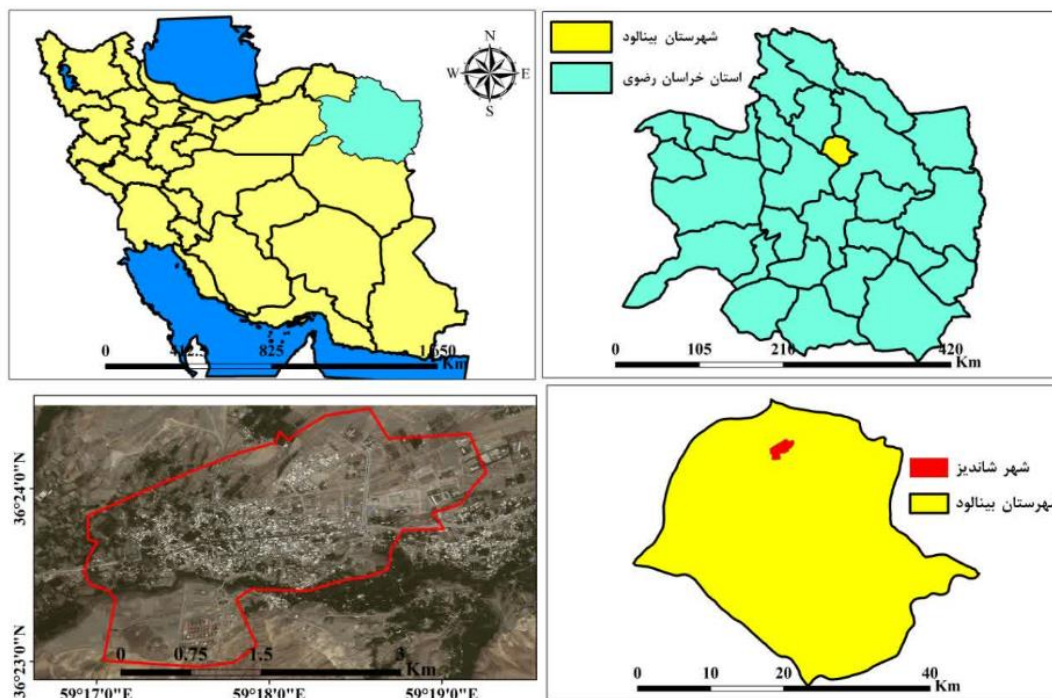 N
W E
S
0 412.5 825 1,650
Km
شهرستان بینالود
استان خراسان رضوی
0 105 210 420
Km
36°24'0"N
36°23'0"N
0 0.75 1.5 3
Km
59°17'0"E 59°18'0"E 59°19'0"E
شهر شاندیز
شهرستان بینالود
0 10 20 40
Km